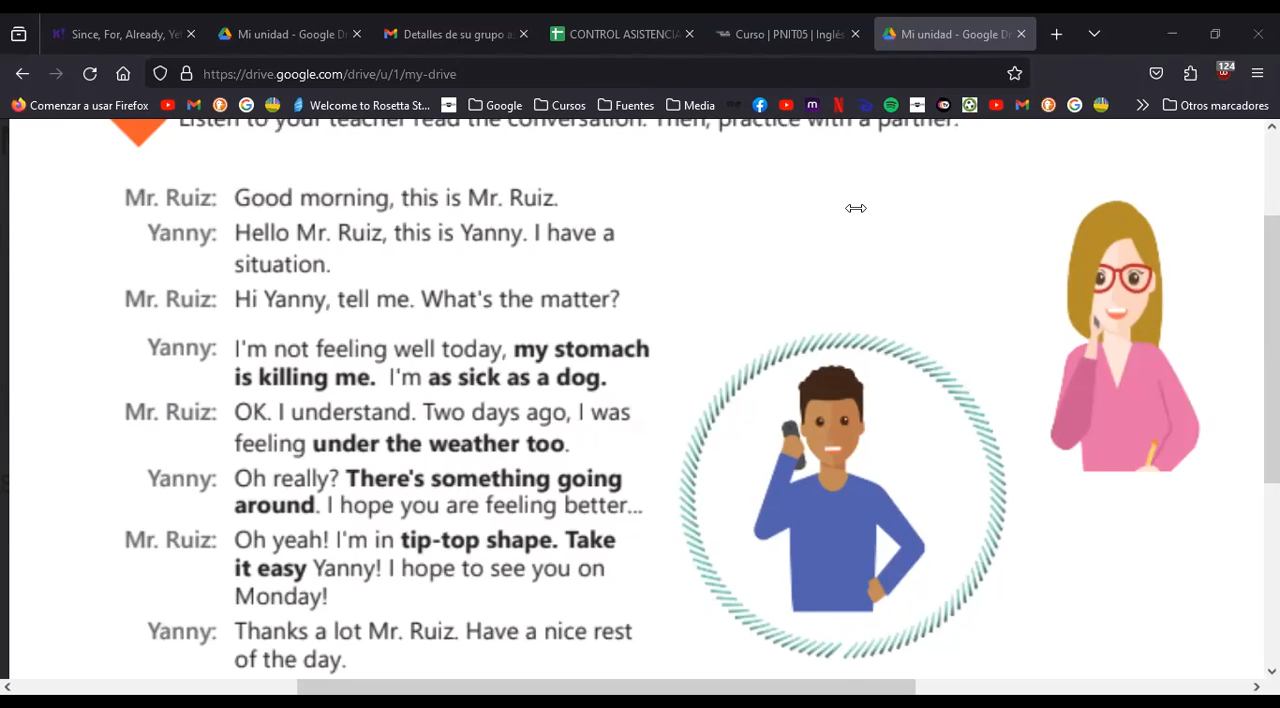 Since, For, Already, Ye
Mi unidad - Google Dr
Detalles de su grupo a
CONTROL ASISTENCIA
Curso | PNIT05 | Inglés
Mi unidad - Google Dr
https://drive.google.com/drive/u/1/my-drive
124
Comenzar a usar Firefox
Welcome to Rosetta St...
Google
Cursos
Fuentes
Media
Otros marcadores
Listen to your teacher read the conversation. Then, practice with a partner.
Mr. Ruiz: Good morning, this is Mr. Ruiz.
Yanny: Hello Mr. Ruiz, this is Yanny. I have a
situation.
Mr. Ruiz: Hi Yanny, tell me. What's the matter?
Yanny: I'm not feeling well today, my stomach
is killing me. I'm as sick as a dog.
Mr. Ruiz: OK. I understand. Two days ago, I was
feeling under the weather too.
Yanny: Oh really? There's something going
around. I hope you are feeling better...
Mr. Ruiz: Oh yeah! I'm in tip-top shape. Take
it easy Yanny! I hope to see you on
Monday!
Yanny: Thanks a lot Mr. Ruiz. Have a nice rest
of the day.